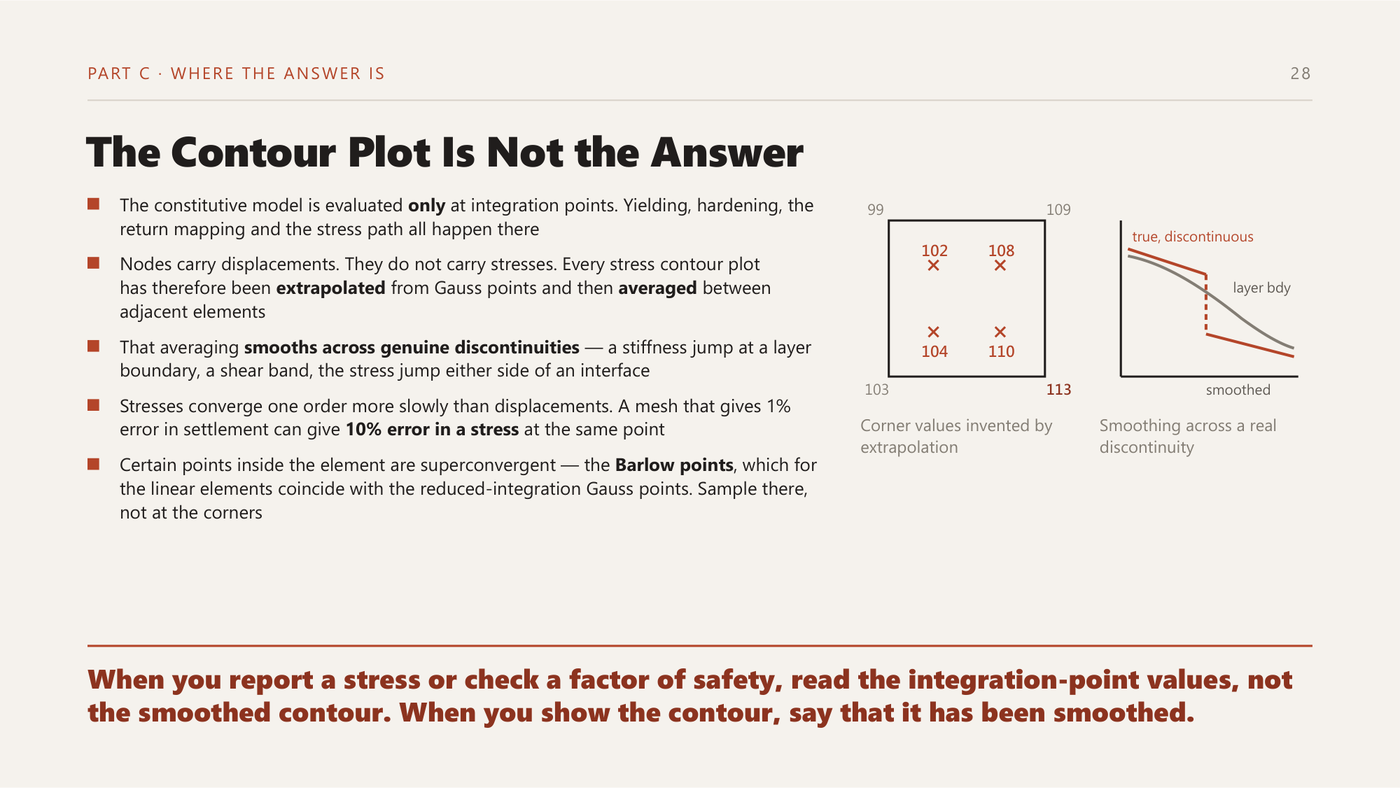 PART C · WHERE THE ANSWER IS
28
The Contour Plot Is Not the Answer
The constitutive model is evaluated only at integration points. Yielding, hardening, the
return mapping and the stress path all happen there
Nodes carry displacements. They do not carry stresses. Every stress contour plot
has therefore been extrapolated from Gauss points and then averaged between
adjacent elements
That averaging smooths across genuine discontinuities — a stiffness jump at a layer
boundary, a shear band, the stress jump either side of an interface
Stresses converge one order more slowly than displacements. A mesh that gives 1%
error in settlement can give 10% error in a stress at the same point
Certain points inside the element are superconvergent — the Barlow points, which for
the linear elements coincide with the reduced-integration Gauss points. Sample there,
not at the corners
99
109
102
108
104
110
103
113
Corner values invented by
extrapolation
true, discontinuous
layer bdy
smoothed
Smoothing across a real
discontinuity
When you report a stress or check a factor of safety, read the integration-point values, not
the smoothed contour. When you show the contour, say that it has been smoothed.